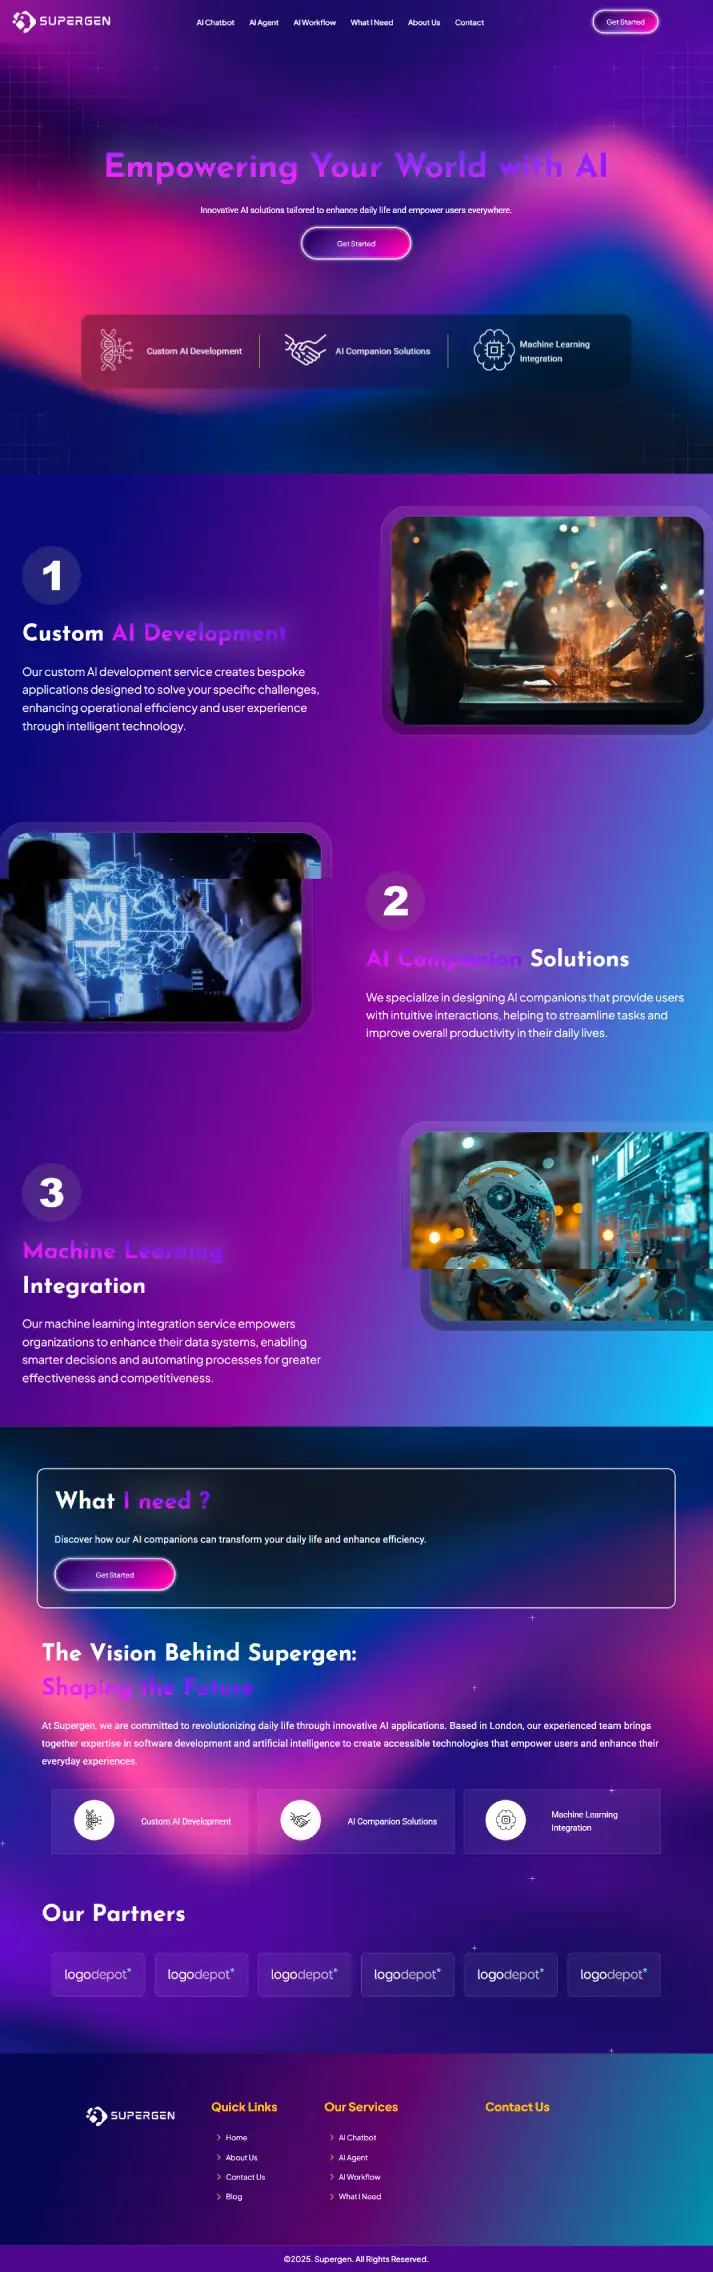 SUPERGEN
AI Chatbot
AI Agent
AI Workflow
What I Need
About Us
Contact
Get Started
Empowering Your World with AI
Innovative AI solutions tailored to enhance daily life and empower users everywhere.
Get Started
Custom AI Development
AI Companion Solutions
Machine Learning
Integration
1
Custom AI Development
Our custom AI development service creates bespoke
applications designed to solve your specific challenges,
enhancing operational efficiency and user experience
through intelligent technology.
AI
2
AI Companion Solutions
We specialize in designing AI companions that provide users
with intuitive interactions, helping to streamline tasks and
improve overall productivity in their daily lives.
3
Machine Learning
Integration
Our machine learning integration service empowers
organizations to enhance their data systems, enabling
smarter decisions and automating processes for greater
effectiveness and competitiveness.
What I need ?
Discover how our AI companions can transform your daily life and enhance efficiency.
Get Started
The Vision Behind Supergen:
Shaping the Future
At Supergen, we are committed to revolutionizing daily life through innovative AI applications. Based in London, our experienced team brings
together expertise in software development and artificial intelligence to create accessible technologies that empower users and enhance their
everyday experiences.
Custom AI Development
AI Companion Solutions
Machine Learning
Integration
Our Partners
logodepot*
logodepot*
logodepot*
logodepot*
logodepot*
logodepot*
SUPERGEN
Quick Links
Home
About Us
Contact Us
Blog
Our Services
AI Chatbot
AI Agent
AI Workflow
What I Need
Contact Us
©2025. Supergen. All Rights Reserved.